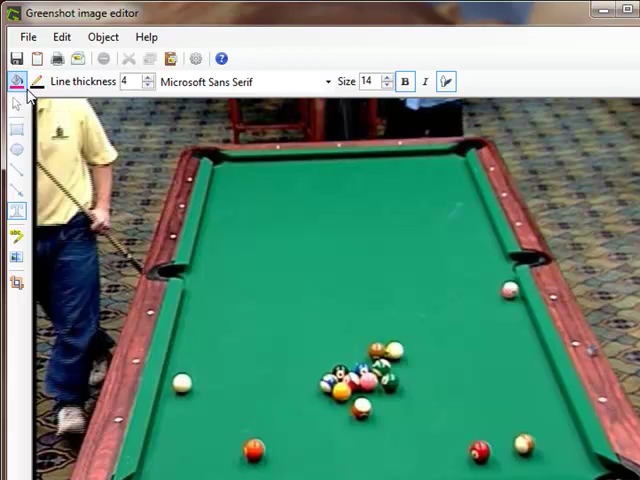 Greenshot image editor
File Edit Object Help
Line thickness 4 Microsoft Sans Serif Size 14 B I